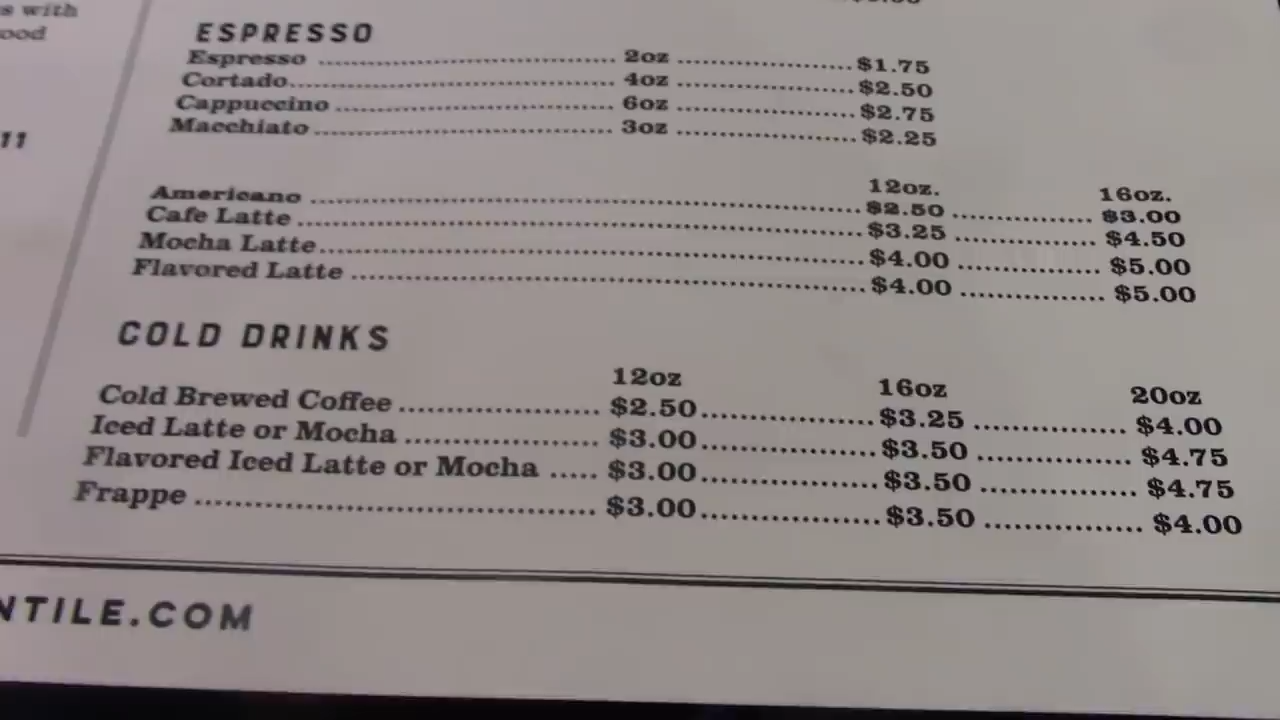 s with
ood
11
ESPRESSO
Espresso ........ 2oz ........ $1.75
Cortado ........ 4oz ........ $2.50
Cappuccino ........ 6oz ........ $2.75
Macchiato ........ 3oz ........ $2.25
12oz. 16oz.
Americano ........ $2.50 ........ $3.00
Cafe Latte ........ $3.25 ........ $4.50
Mocha Latte ........ $4.00 ........ $5.00
Flavored Latte ........ $4.00 ........ $5.00
COLD DRINKS
12oz 16oz 20oz
Cold Brewed Coffee ........ $2.50 ........ $3.25 ........ $4.00
Iced Latte or Mocha ........ $3.00 ........ $3.50 ........ $4.75
Flavored Iced Latte or Mocha ..... $3.00 ........ $3.50 ........ $4.75
Frappe ........ $3.00 ........ $3.50 ........ $4.00
NTILE.COM